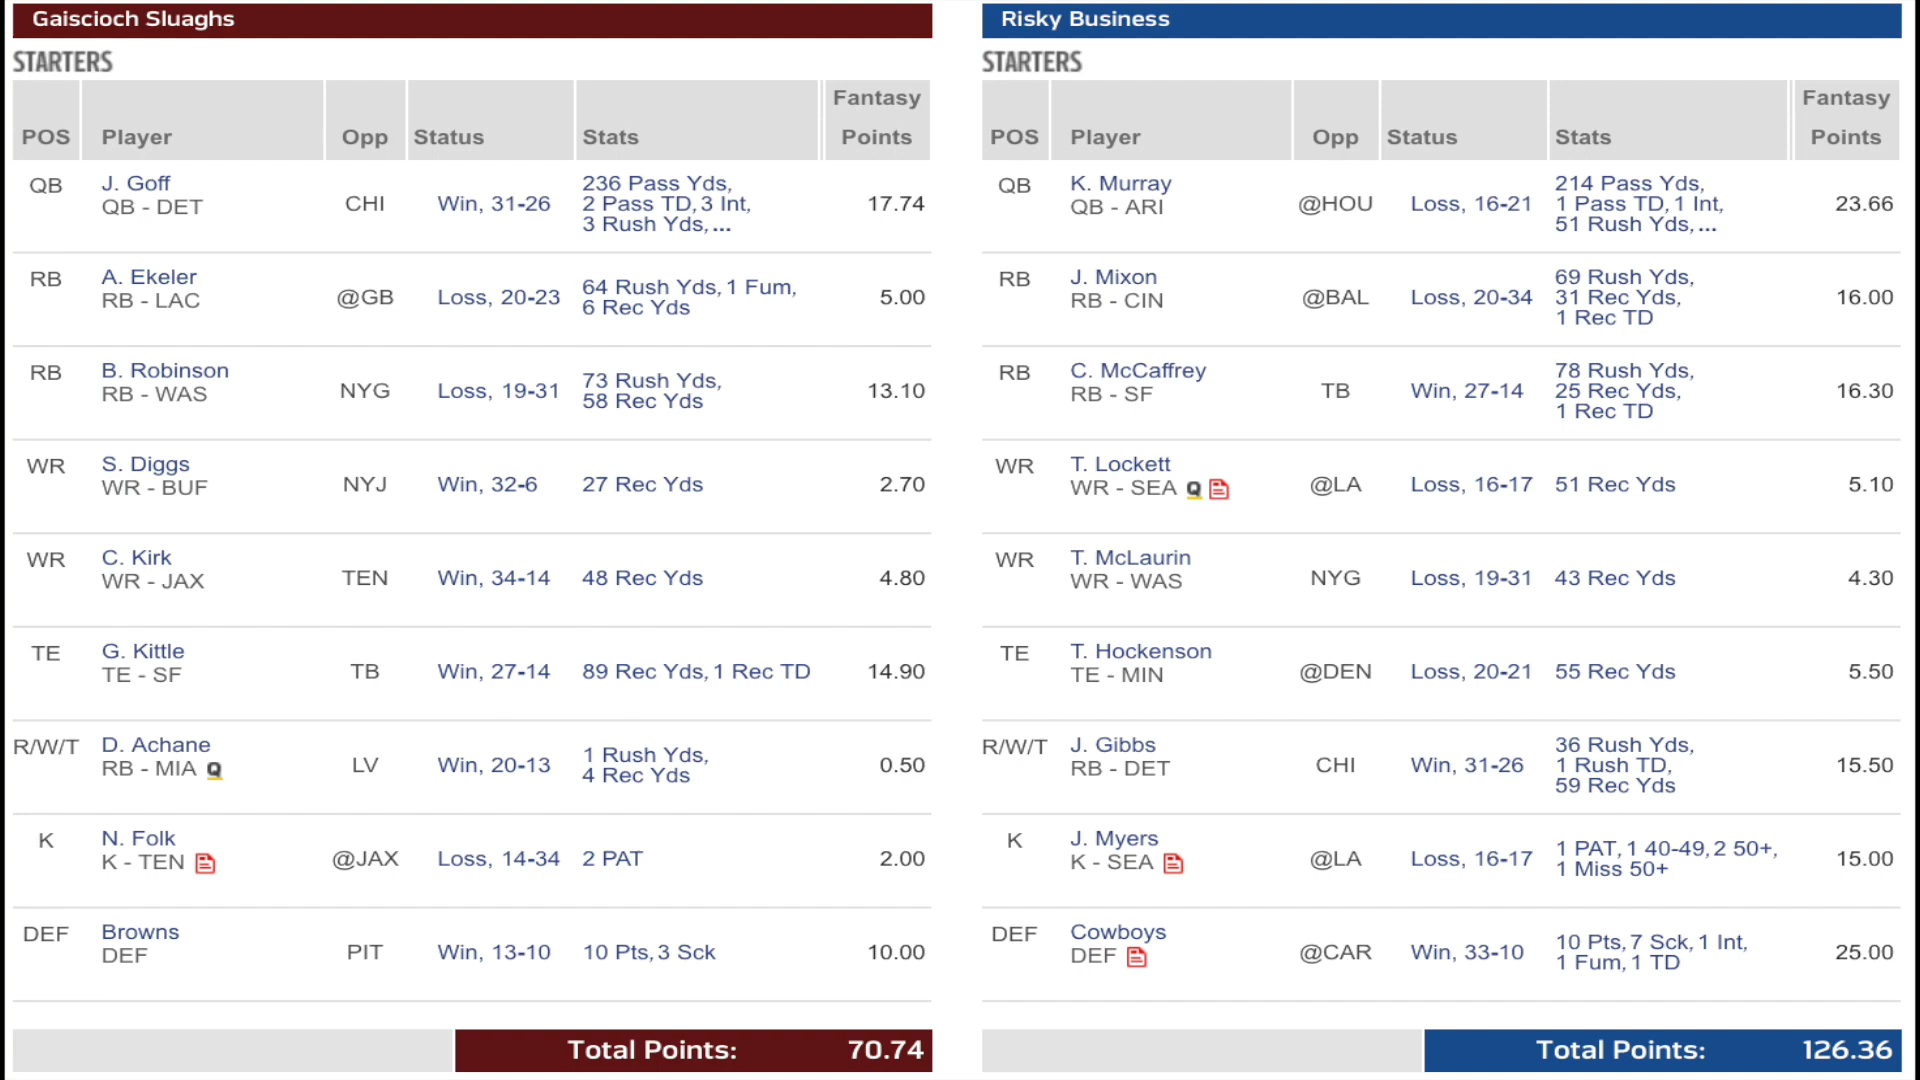 Gaiscioch Sluaghs
STARTERS
POS Player Opp Status Stats Fantasy Points
QB J. Goff CHI Win, 31-26 236 Pass Yds, 17.74
QB - DET 2 Pass TD, 3 Int,
3 Rush Yds, ...
RB A. Ekeler @GB Loss, 20-23 64 Rush Yds, 1 Fum, 5.00
RB - LAC 6 Rec Yds
RB B. Robinson NYG Loss, 19-31 73 Rush Yds, 13.10
RB - WAS 58 Rec Yds
WR S. Diggs NYJ Win, 32-6 27 Rec Yds 2.70
WR - BUF
WR C. Kirk TEN Win, 34-14 48 Rec Yds 4.80
WR - JAX
TE G. Kittle TB Win, 27-14 89 Rec Yds, 1 Rec TD 14.90
TE - SF
R/W/T D. Achane LV Win, 20-13 1 Rush Yds, 0.50
RB - MIA Q 4 Rec Yds
K N. Folk @JAX Loss, 14-34 2 PAT 2.00
K - TEN
DEF Browns PIT Win, 13-10 10 Pts, 3 Sck 10.00
DEF
Total Points: 70.74
Risky Business
STARTERS
POS Player Opp Status Stats Fantasy Points
QB K. Murray @HOU Loss, 16-21 214 Pass Yds, 23.66
QB - ARI 1 Pass TD, 1 Int,
51 Rush Yds, ...
RB J. Mixon @BAL Loss, 20-34 69 Rush Yds, 16.00
RB - CIN 31 Rec Yds,
1 Rec TD
RB C. McCaffrey TB Win, 27-14 78 Rush Yds, 16.30
RB - SF 25 Rec Yds,
1 Rec TD
WR T. Lockett @LA Loss, 16-17 51 Rec Yds 5.10
WR - SEA Q
WR T. McLaurin NYG Loss, 19-31 43 Rec Yds 4.30
WR - WAS
TE T. Hockenson @DEN Loss, 20-21 55 Rec Yds 5.50
TE - MIN
R/W/T J. Gibbs CHI Win, 31-26 36 Rush Yds, 15.50
RB - DET 1 Rush TD,
59 Rec Yds
K J. Myers @LA Loss, 16-17 1 PAT, 1 40-49, 2 50+, 15.00
K - SEA 1 Miss 50+
DEF Cowboys @CAR Win, 33-10 10 Pts, 7 Sck, 1 Int, 25.00
DEF 1 Fum, 1 TD
Total Points: 126.36